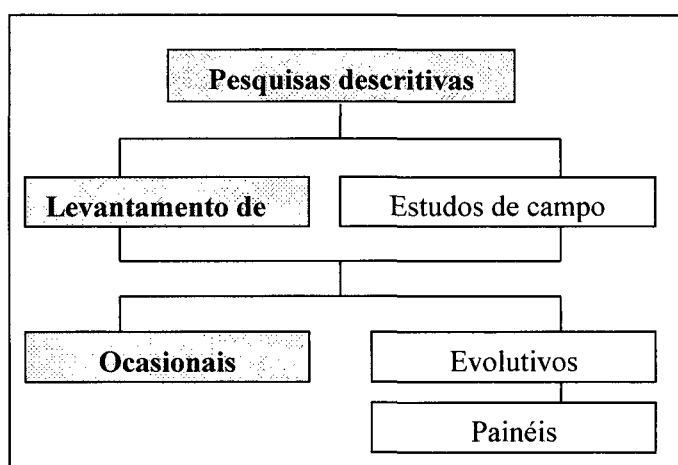 Pesquisas descritivas
Levantamento de
Estudos de campo
Ocasionais
Evolutivos
Painéis